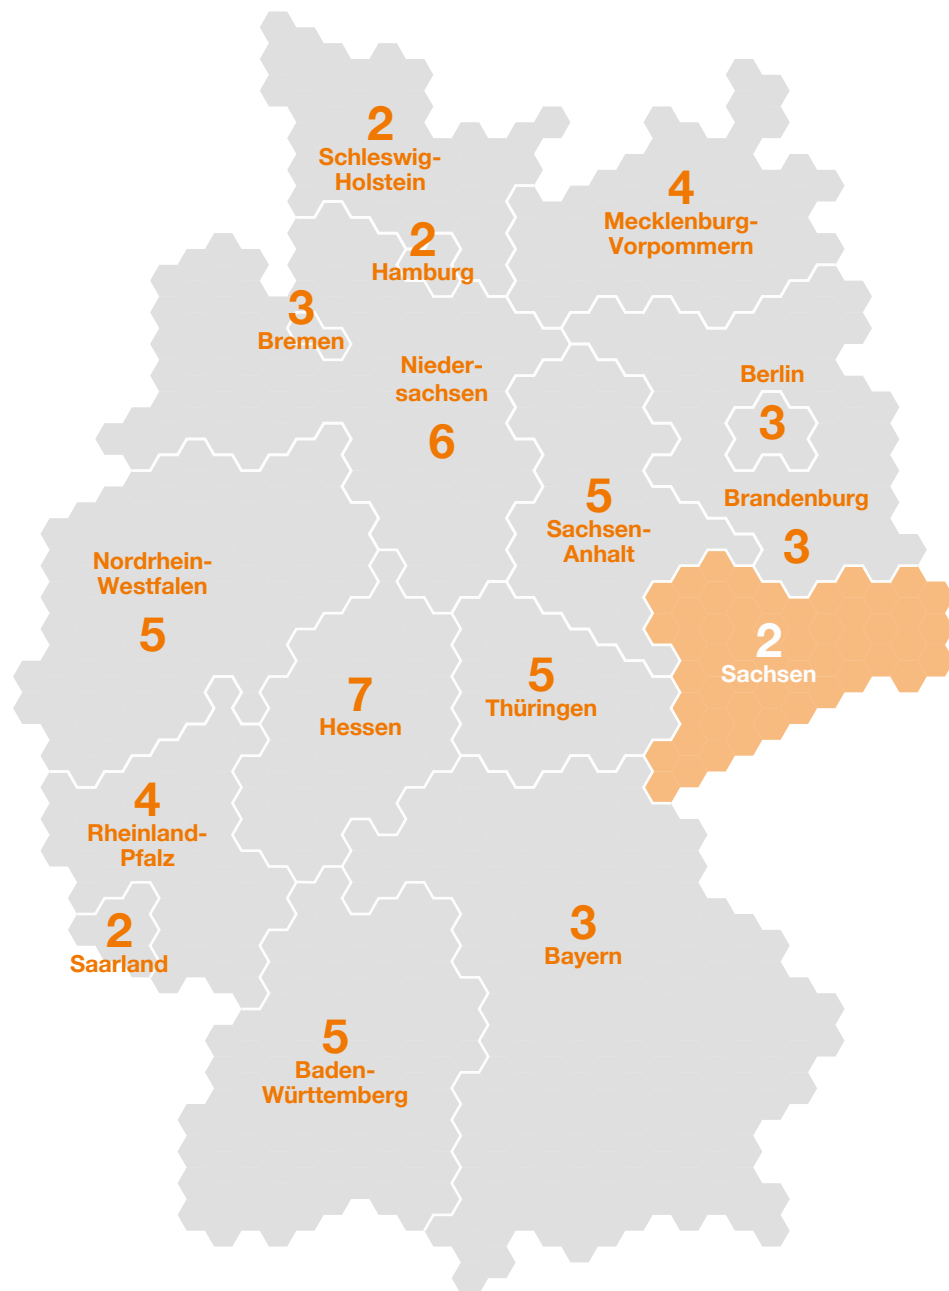 2
Schleswig-
Holstein
4
Mecklenburg-
Vorpommern
2
Hamburg
3
Bremen
Nieder-
sachsen
6
Berlin
3
5
Sachsen-
Anhalt
Brandenburg
3
Nordrhein-
Westfalen
5
2
Sachsen
7
Hessen
5
Thüringen
4
Rheinland-
Pfalz
2
Saarland
3
Bayern
5
Baden-
Württemberg